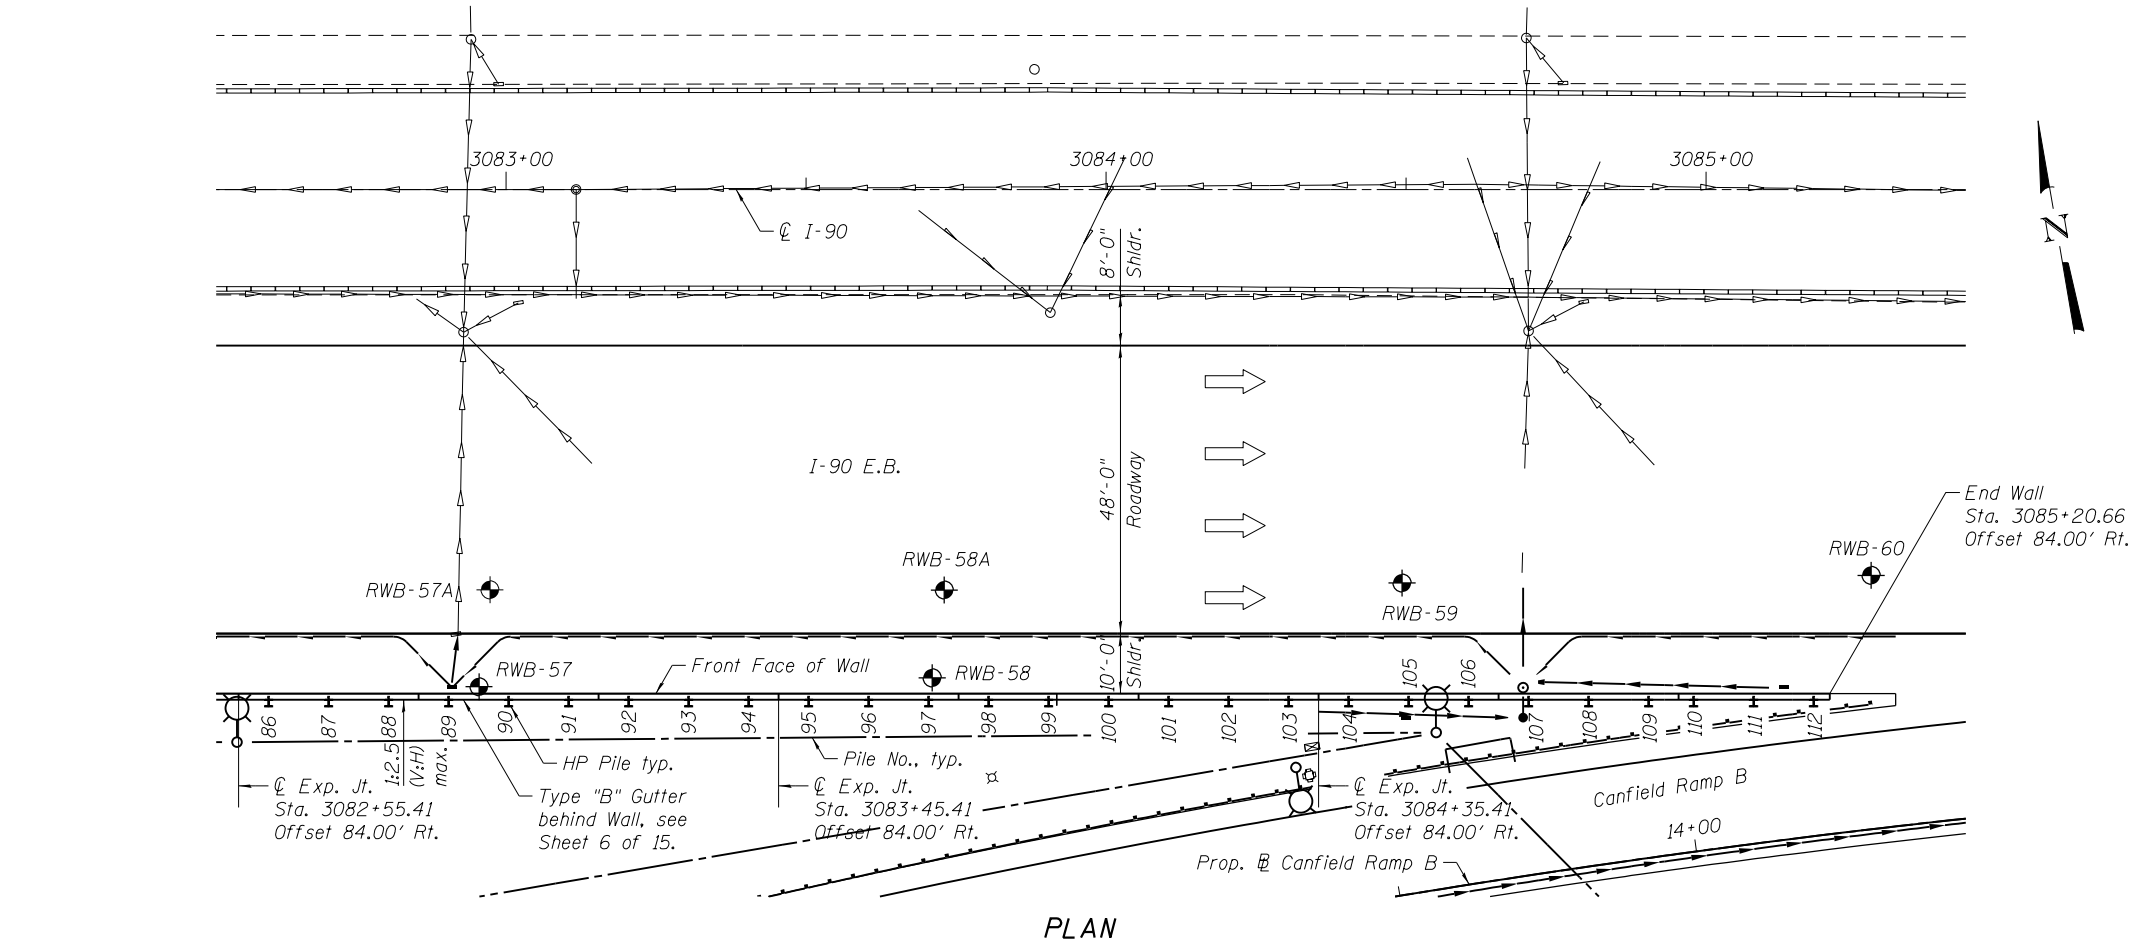 3083+00
3084+00
3085+00
℄ I-90
8'-0"
Shldr.
N
I-90 E.B.
48'-0"
Roadway
End Wall
Sta. 3085+20.66
Offset 84.00' Rt.
RWB-57A
RWB-58A
RWB-59
RWB-60
RWB-57
Front Face of Wall
RWB-58
10'-0"
Shldr.
86
87
88
89
90
91
92
93
94
95
96
97
98
99
100
101
102
103
104
105
106
107
108
109
110
111
112
1:2.5
(V:H)
max.
HP Pile typ.
Pile No., typ.
℄ Exp. Jt.
Sta. 3082+55.41
Offset 84.00' Rt.
Type "B" Gutter
behind Wall, see
Sheet 6 of 15.
℄ Exp. Jt.
Sta. 3083+45.41
Offset 84.00' Rt.
℄ Exp. Jt.
Sta. 3084+35.41
Offset 84.00' Rt.
Canfield Ramp B
14+00
Prop. ⅊ Canfield Ramp B
PLAN